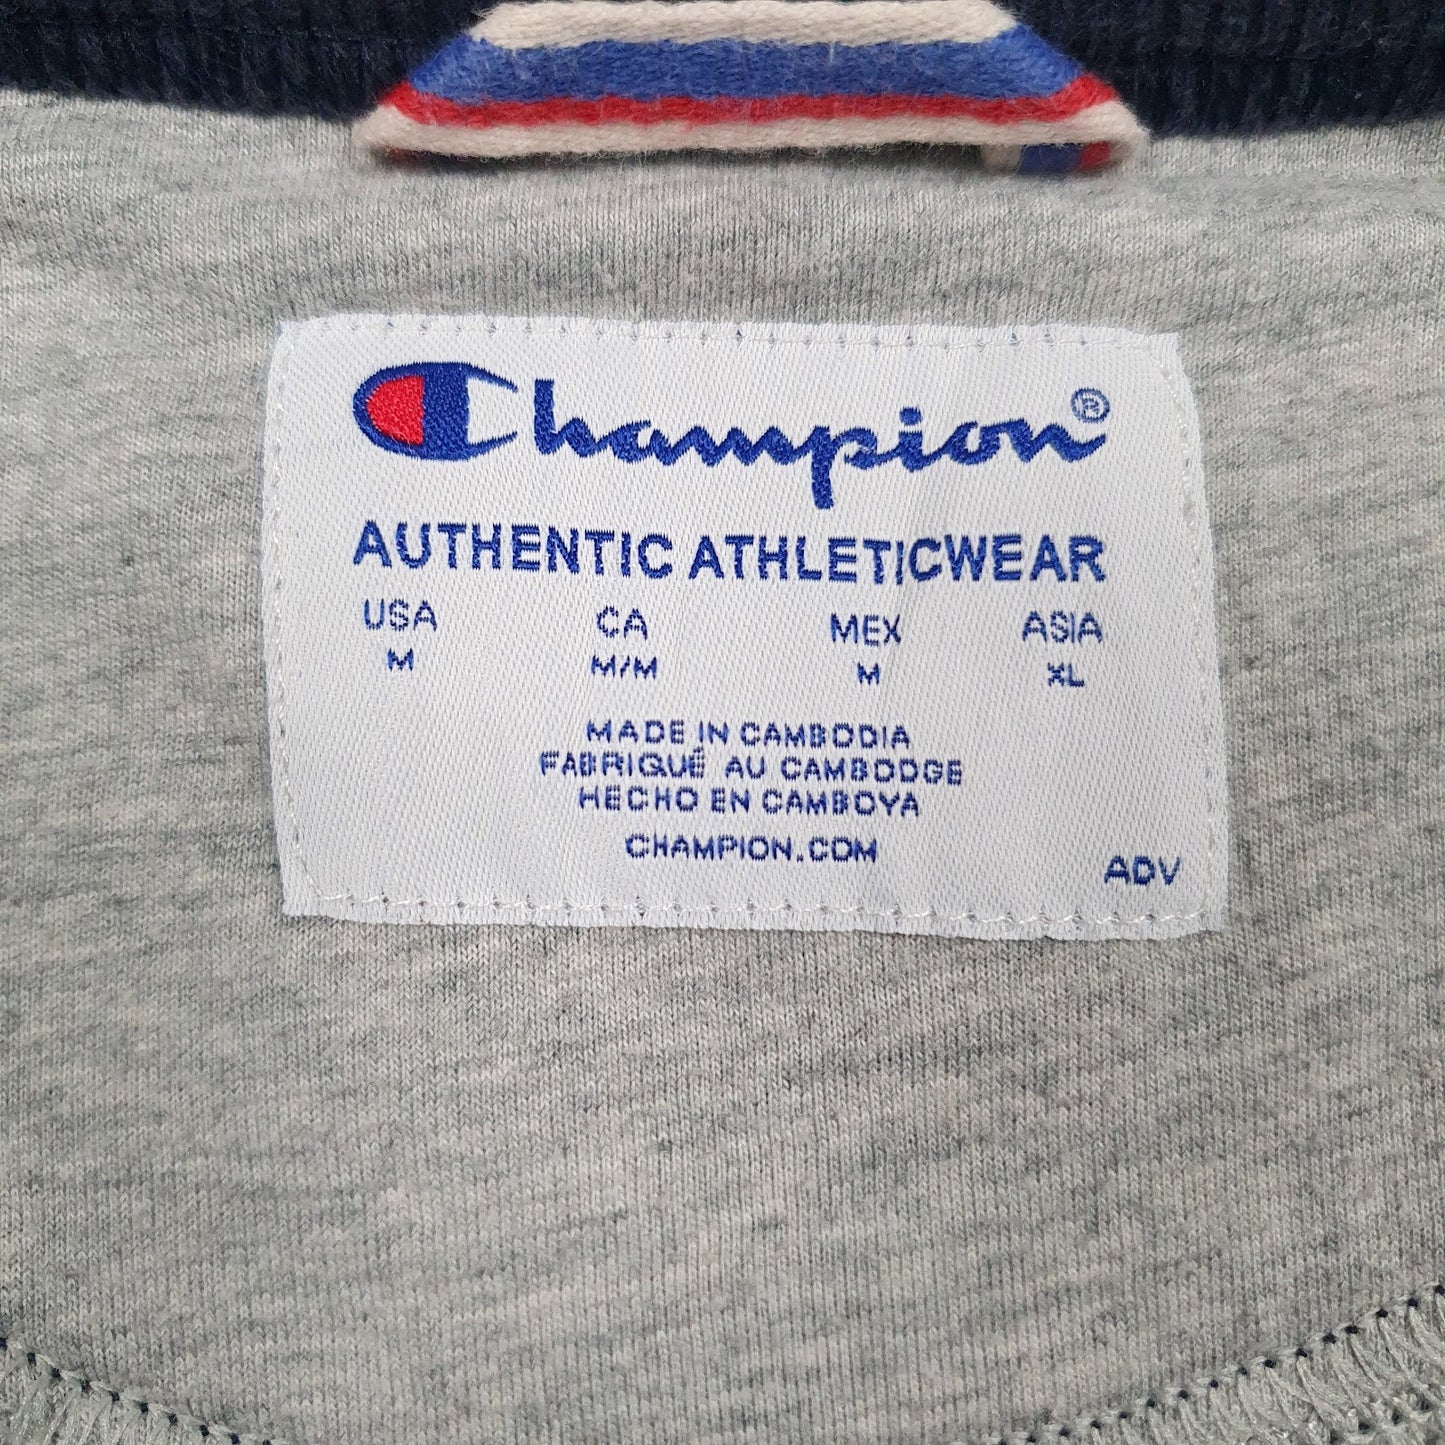 Champion®
AUTHENTIC ATHLETICWEAR
USA CA MEX ASIA
M M/M M XL
MADE IN CAMBODIA
FABRIQUÉ AU CAMBODGE
HECHO EN CAMBOYA
CHAMPION.COM
ADV